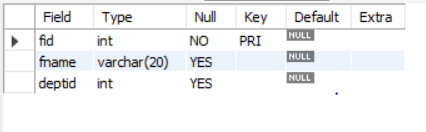 Field Type Null Key Default Extra
fid int NO PRI NULL
fname varchar(20) YES NULL
deptid int YES NULL